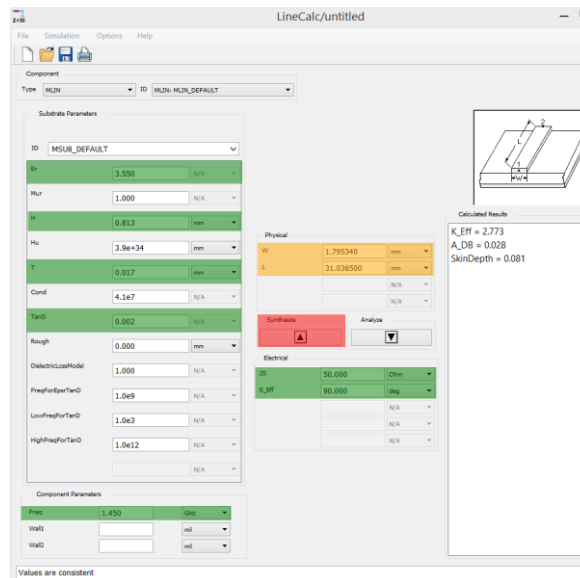 Z=50
LineCalc/untitled
File Simulation Options Help
Component
Type MLIN ID MLIN: MLIN_DEFAULT
Substrate Parameters
ID MSUB_DEFAULT
Er 3.550 N/A
Mur 1.000 N/A
H 0.813 mm
Hu 3.9e+34 mm
T 0.017 mm
Cond 4.1e7 N/A
TanD 0.002 N/A
Rough 0.000 mm
DielectricLossModel 1.000 N/A
FreqForEpsrTanD 1.0e9 N/A
LowFreqForTanD 1.0e3 N/A
HighFreqForTanD 1.0e12 N/A
N/A
Component Parameters
Freq 1.450 GHz
Wall1 mil
Wall2 mil
Physical
W 1.795340 mm
L 31.036500 mm
N/A
N/A
Synthesize Analyze
Electrical
Z0 50.000 Ohm
E_Eff 90.000 deg
N/A
N/A
N/A
2
L
1
W
Calculated Results
K_Eff = 2.773
A_DB = 0.028
SkinDepth = 0.081
Values are consistent